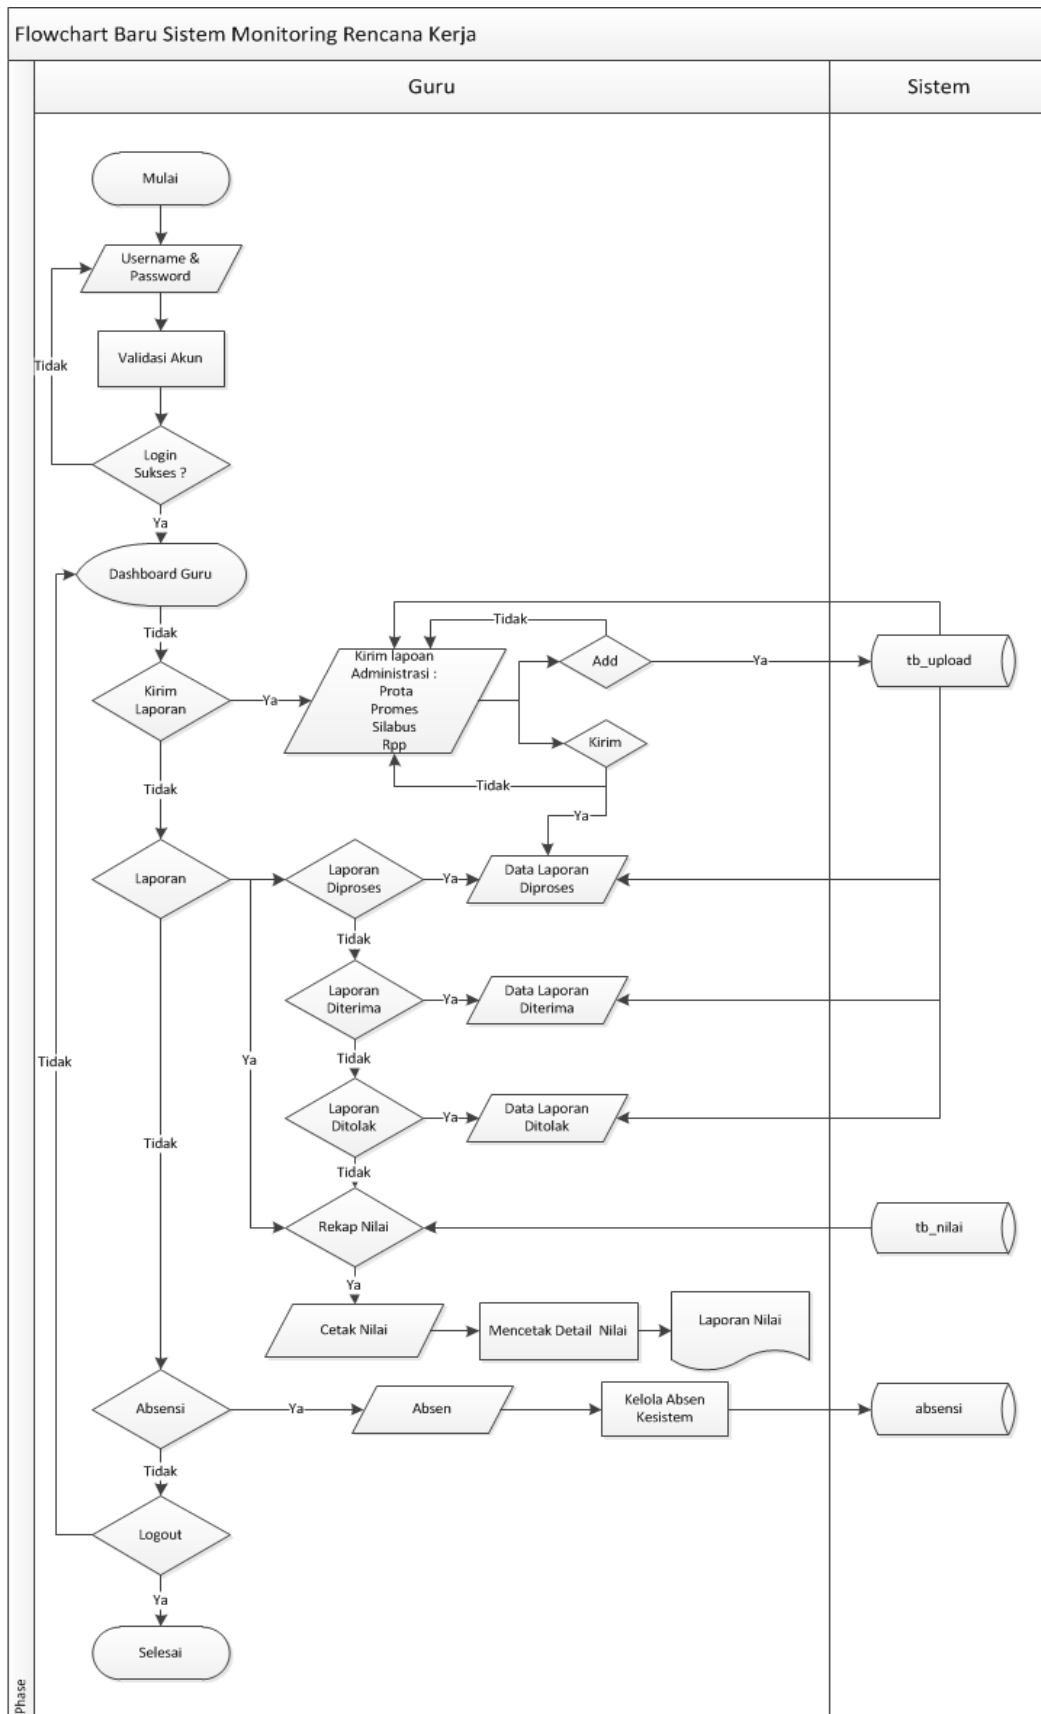 Flowchart Baru Sistem Monitoring Rencana Kerja
Guru
Sistem
Mulai
Username &
Password
Validasi Akun
Tidak
Login
Sukses ?
Ya
Dashboard Guru
Tidak
Tidak
Kirim lapoan
Administrasi :
Prota
Promes
Silabus
Rpp
Add
Ya
tb_upload
Kirim
Laporan
Ya
Kirim
Tidak
Tidak
Ya
Laporan
Laporan
Diproses
Ya
Data Laporan
Diproses
Tidak
Laporan
Diterima
Ya
Data Laporan
Diterima
Tidak
Ya
Tidak
Laporan
Ditolak
Ya
Data Laporan
Ditolak
Tidak
Tidak
Rekap Nilai
tb_nilai
Ya
Cetak Nilai
Mencetak Detail Nilai
Laporan Nilai
Absensi
Ya
Absen
Kelola Absen
Kesistem
absensi
Tidak
Logout
Ya
Selesai
Phase